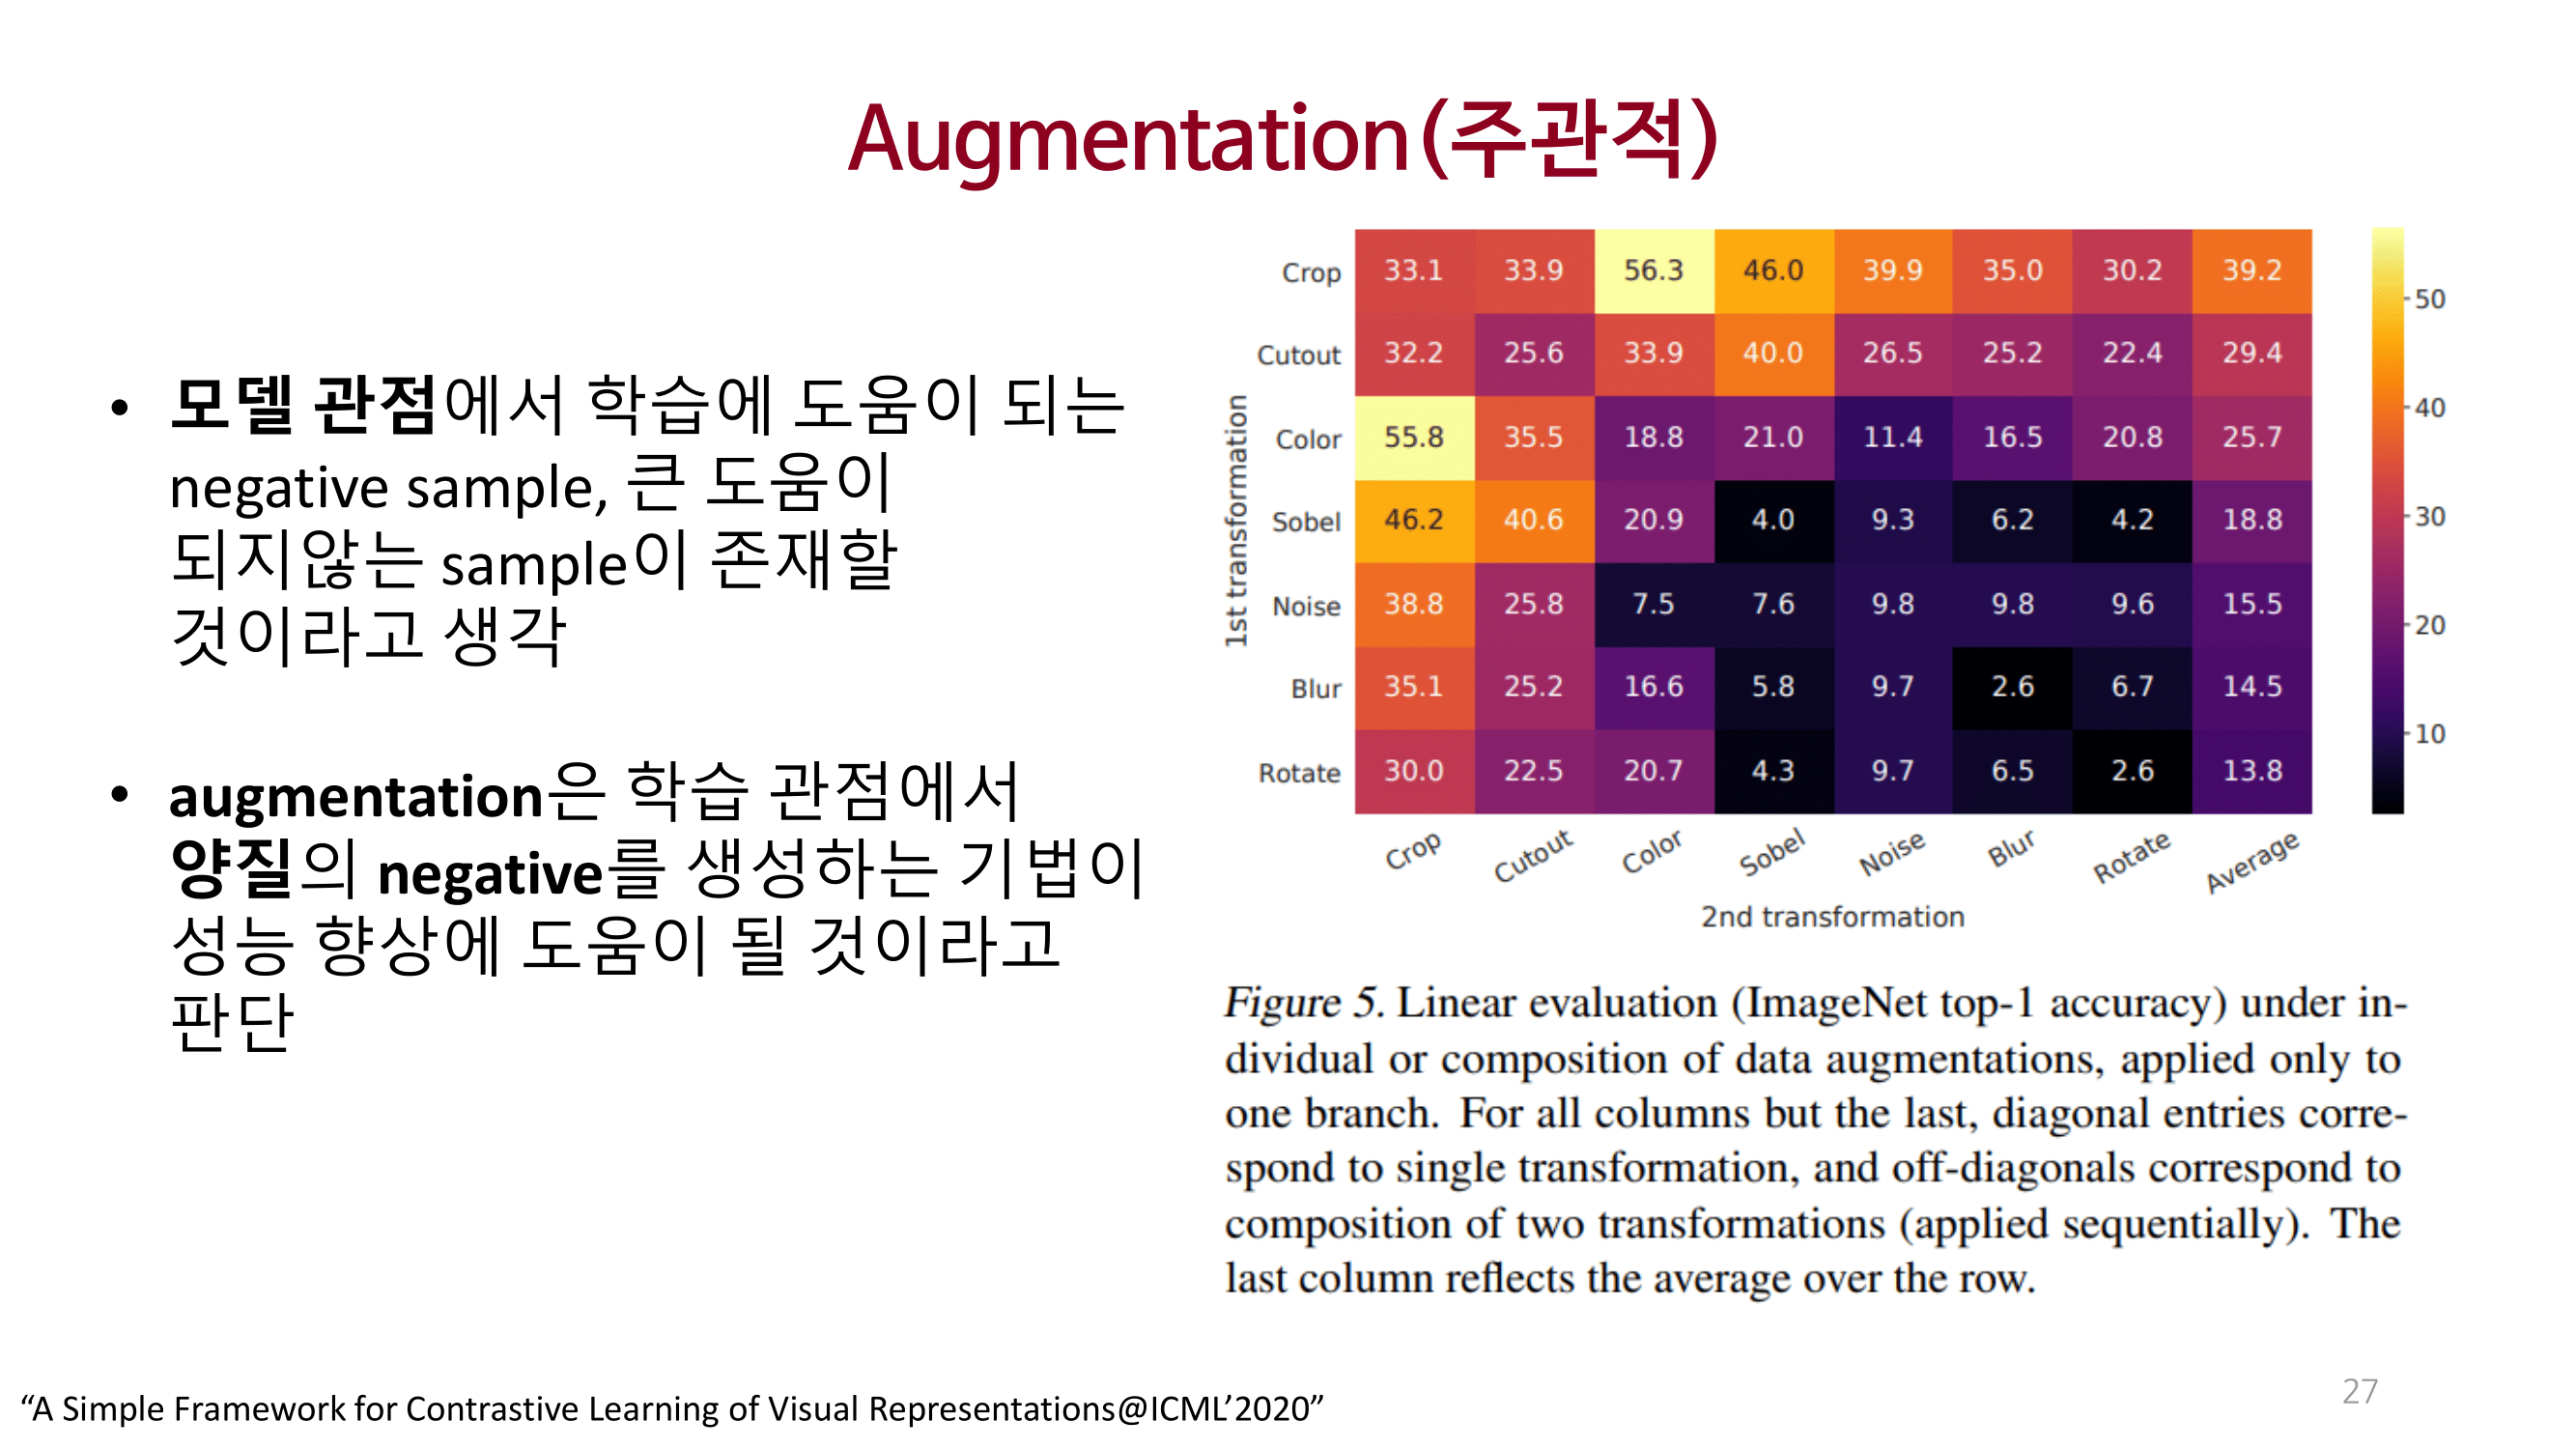 Augmentation(주관적)
• 모델 관점에서 학습에 도움이 되는
negative sample, 큰 도움이
되지않는 sample이 존재할
것이라고 생각
• augmentation은 학습 관점에서
양질의 negative를 생성하는 기법이
성능 향상에 도움이 될 것이라고
판단
1st transformation
Crop 33.1 33.9 56.3 46.0 39.9 35.0 30.2 39.2
Cutout 32.2 25.6 33.9 40.0 26.5 25.2 22.4 29.4
Color 55.8 35.5 18.8 21.0 11.4 16.5 20.8 25.7
Sobel 46.2 40.6 20.9 4.0 9.3 6.2 4.2 18.8
Noise 38.8 25.8 7.5 7.6 9.8 9.8 9.6 15.5
Blur 35.1 25.2 16.6 5.8 9.7 2.6 6.7 14.5
Rotate 30.0 22.5 20.7 4.3 9.7 6.5 2.6 13.8
Crop Cutout Color Sobel Noise Blur Rotate Average
2nd transformation
50
40
30
20
10
Figure 5. Linear evaluation (ImageNet top-1 accuracy) under in-
dividual or composition of data augmentations, applied only to
one branch. For all columns but the last, diagonal entries corre-
spond to single transformation, and off-diagonals correspond to
composition of two transformations (applied sequentially). The
last column reflects the average over the row.
“A Simple Framework for Contrastive Learning of Visual Representations@ICML’2020”
27